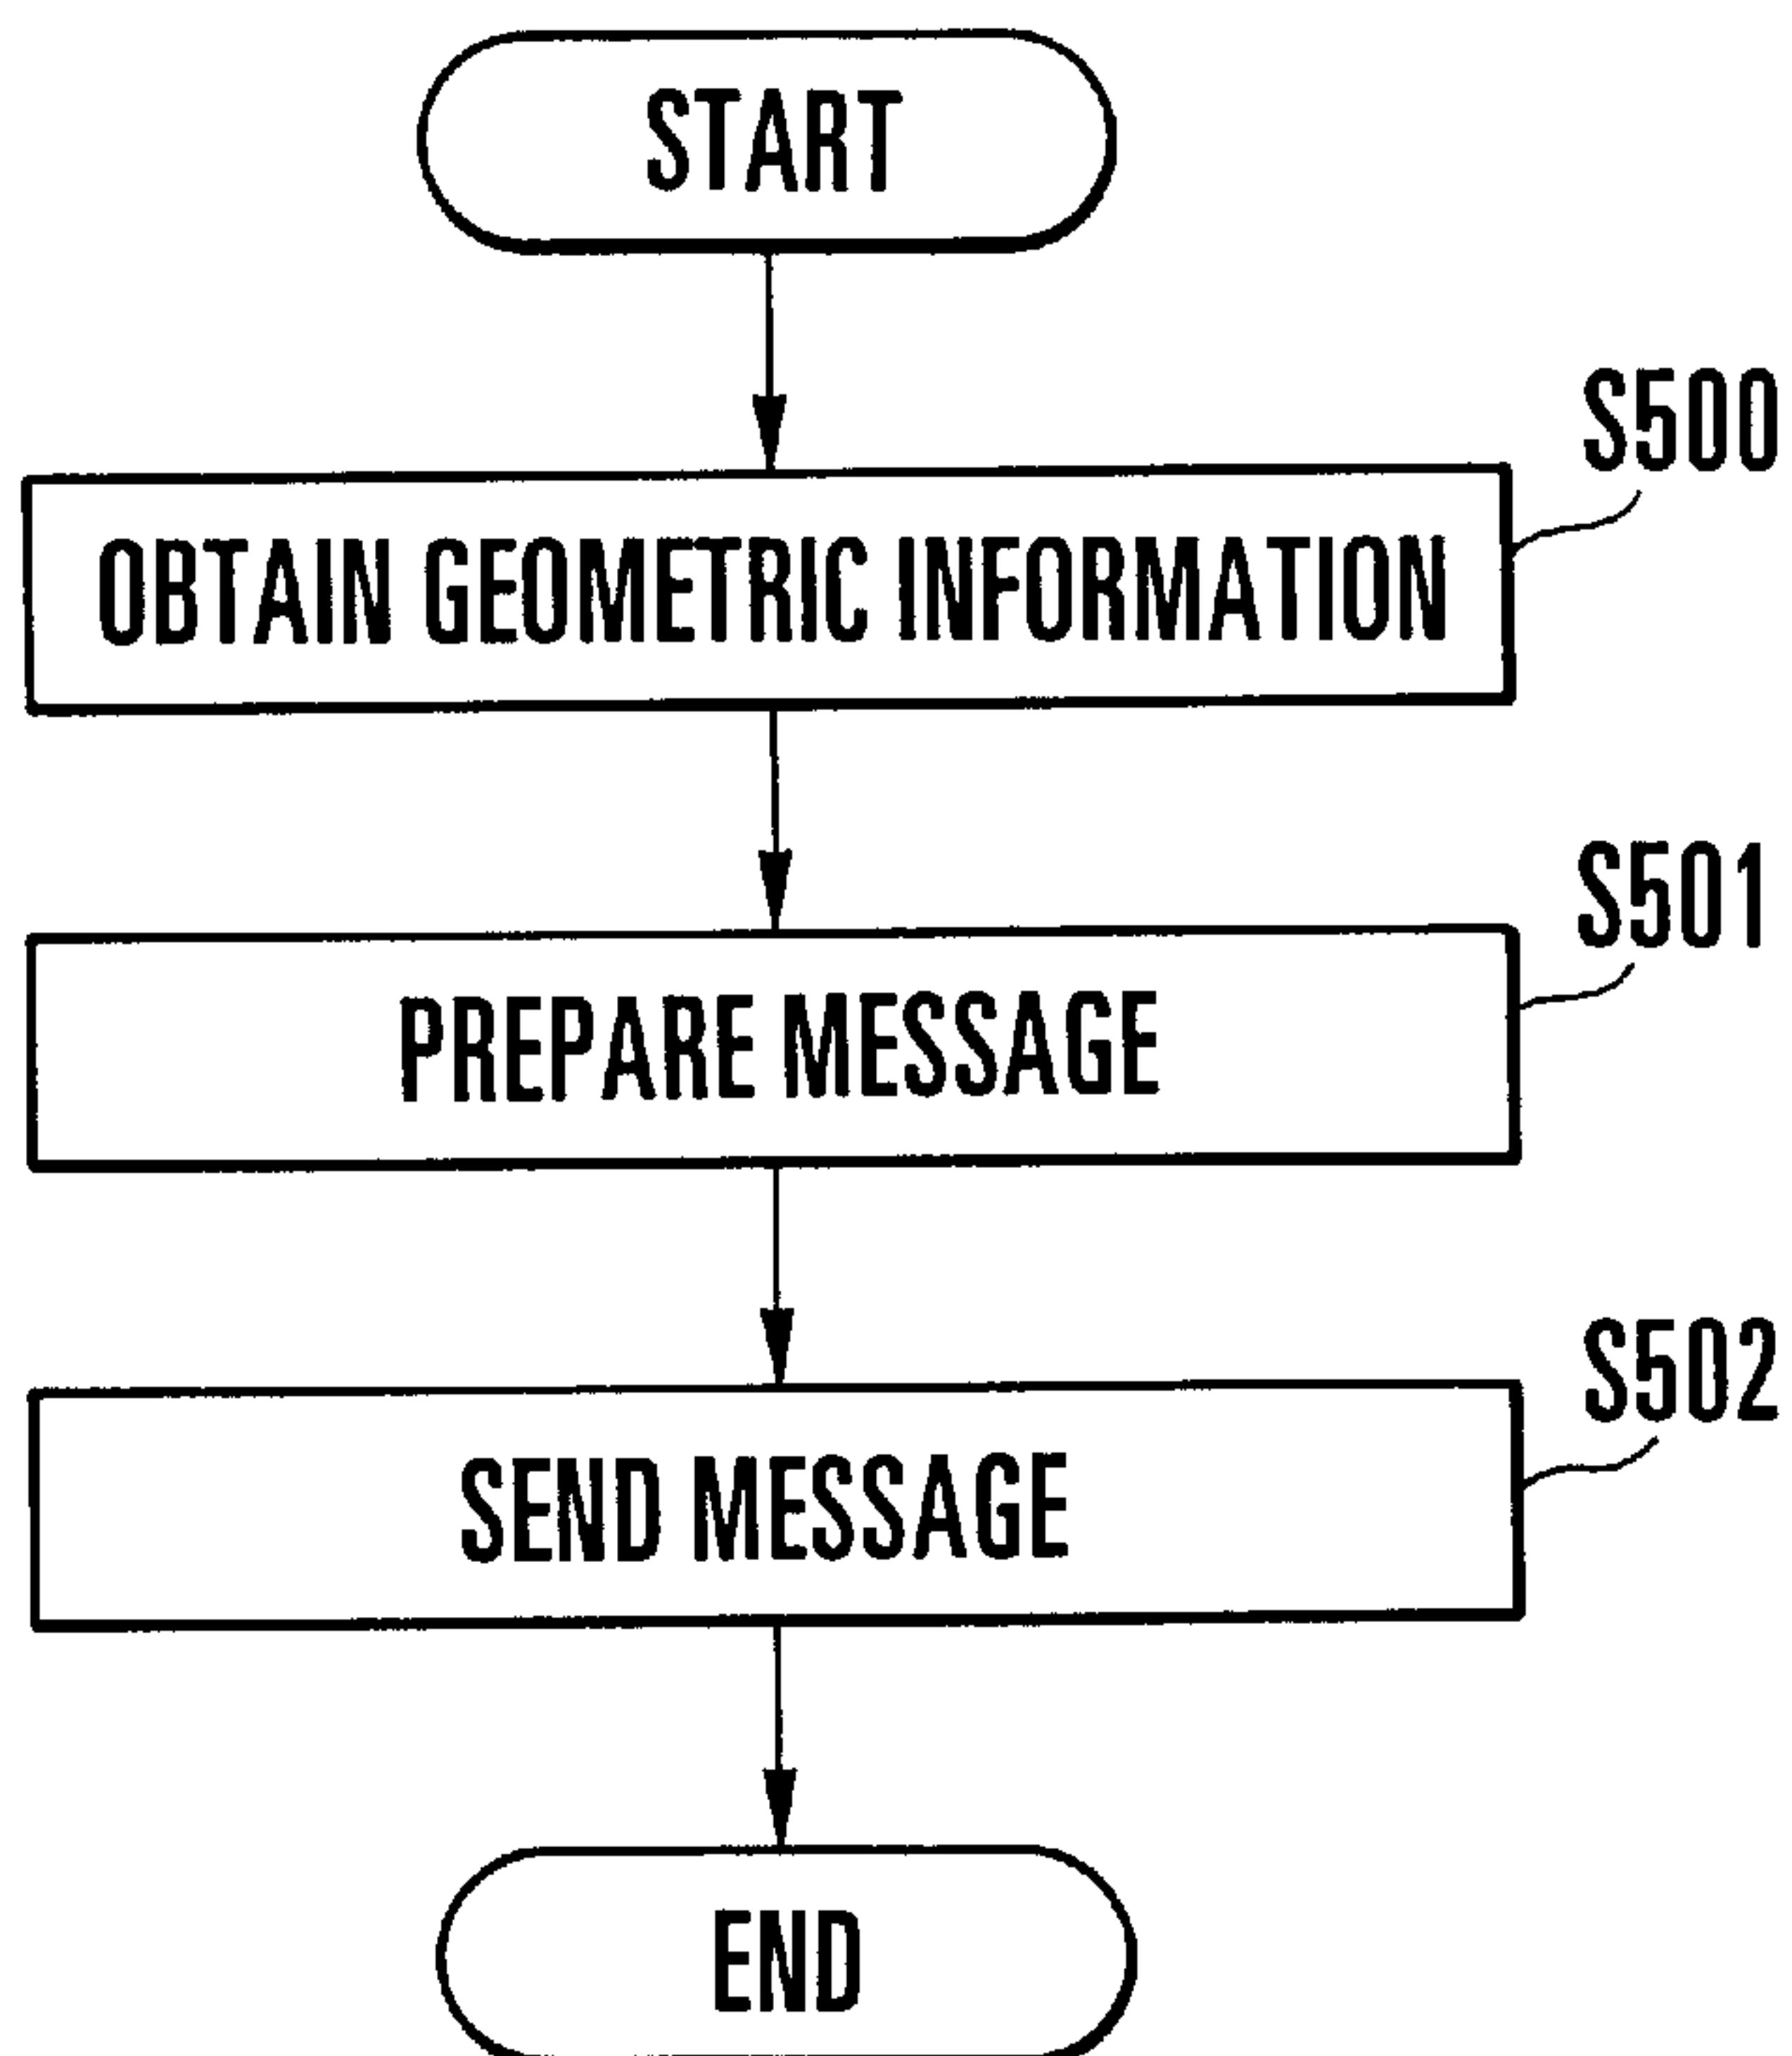 START
S500
OBTAIN GEOMETRIC INFORMATION
S501
PREPARE MESSAGE
S502
SEND MESSAGE
END